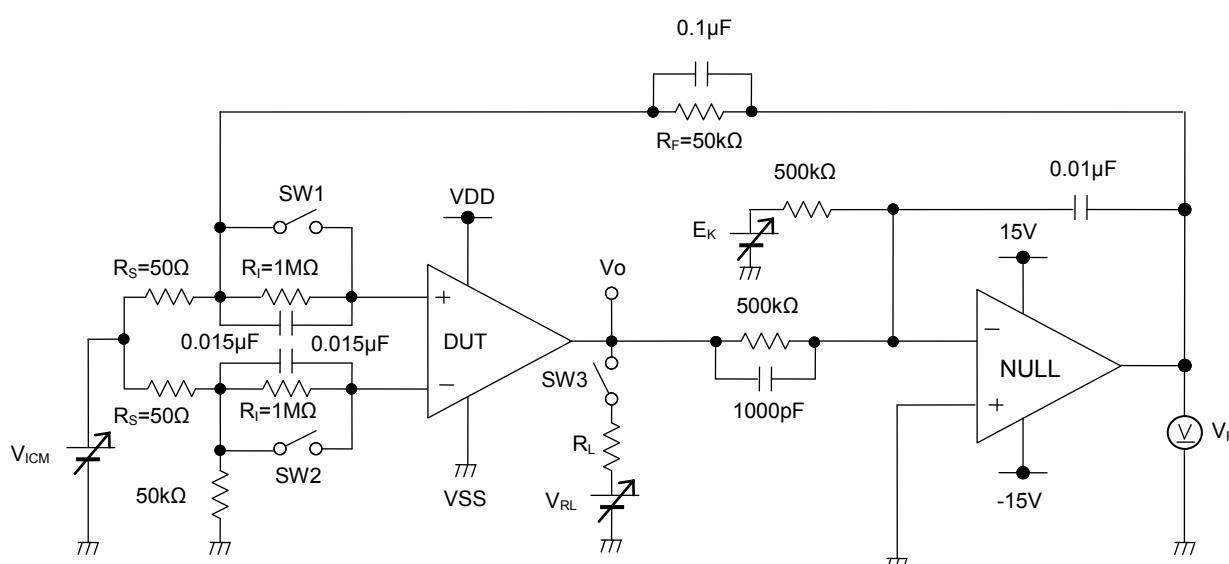 0.1μF
RF=50kΩ
500kΩ
0.01μF
SW1
VDD
EK
15V
RS=50Ω
RI=1MΩ
Vo
+
500kΩ
0.015μF
0.015μF
DUT
−
NULL
−
SW3
+
1000pF
RS=50Ω
RI=1MΩ
V
VICM
SW2
RL
50kΩ
VSS
VRL
-15V